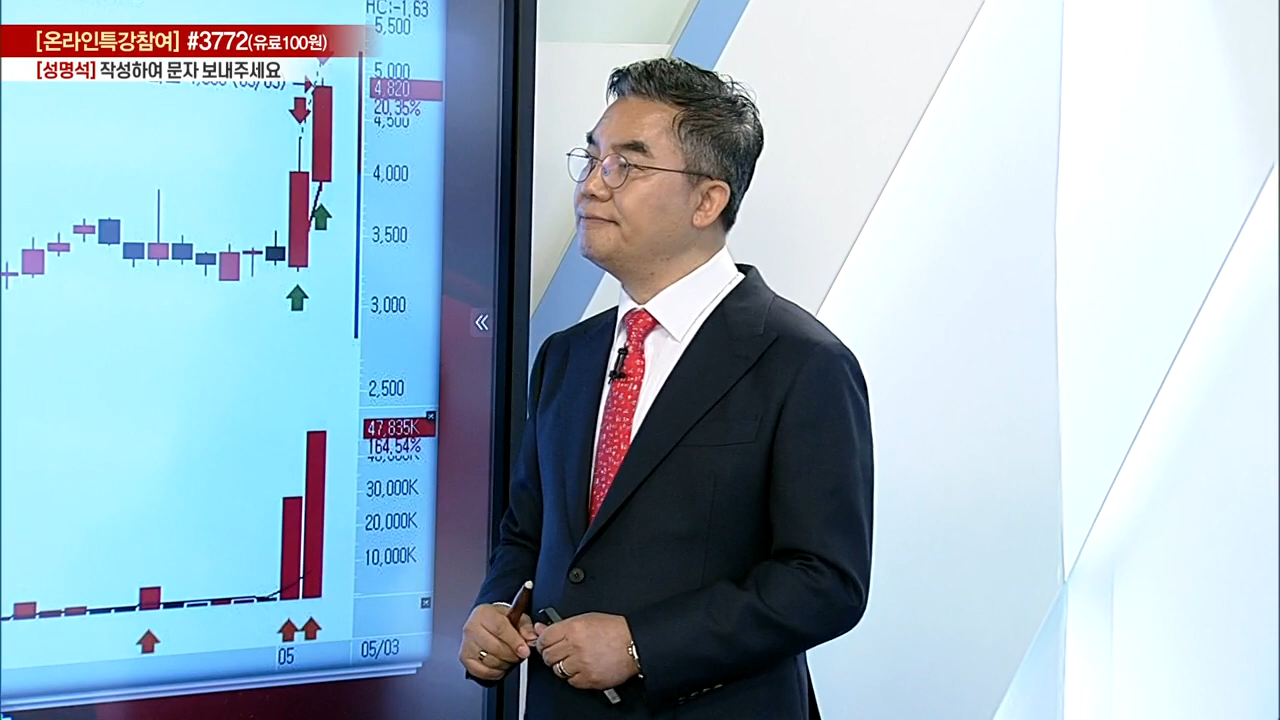 [온라인특강참여] #3772(유료100원)
[성명석] 작성하여 문자 보내주세요
HC:-1.63
5,500
5,000
4,820
20.35%
4,500
4,000
3,500
3,000
2,500
47,835K
164.54%
30,000K
20,000K
10,000K
05
05/03